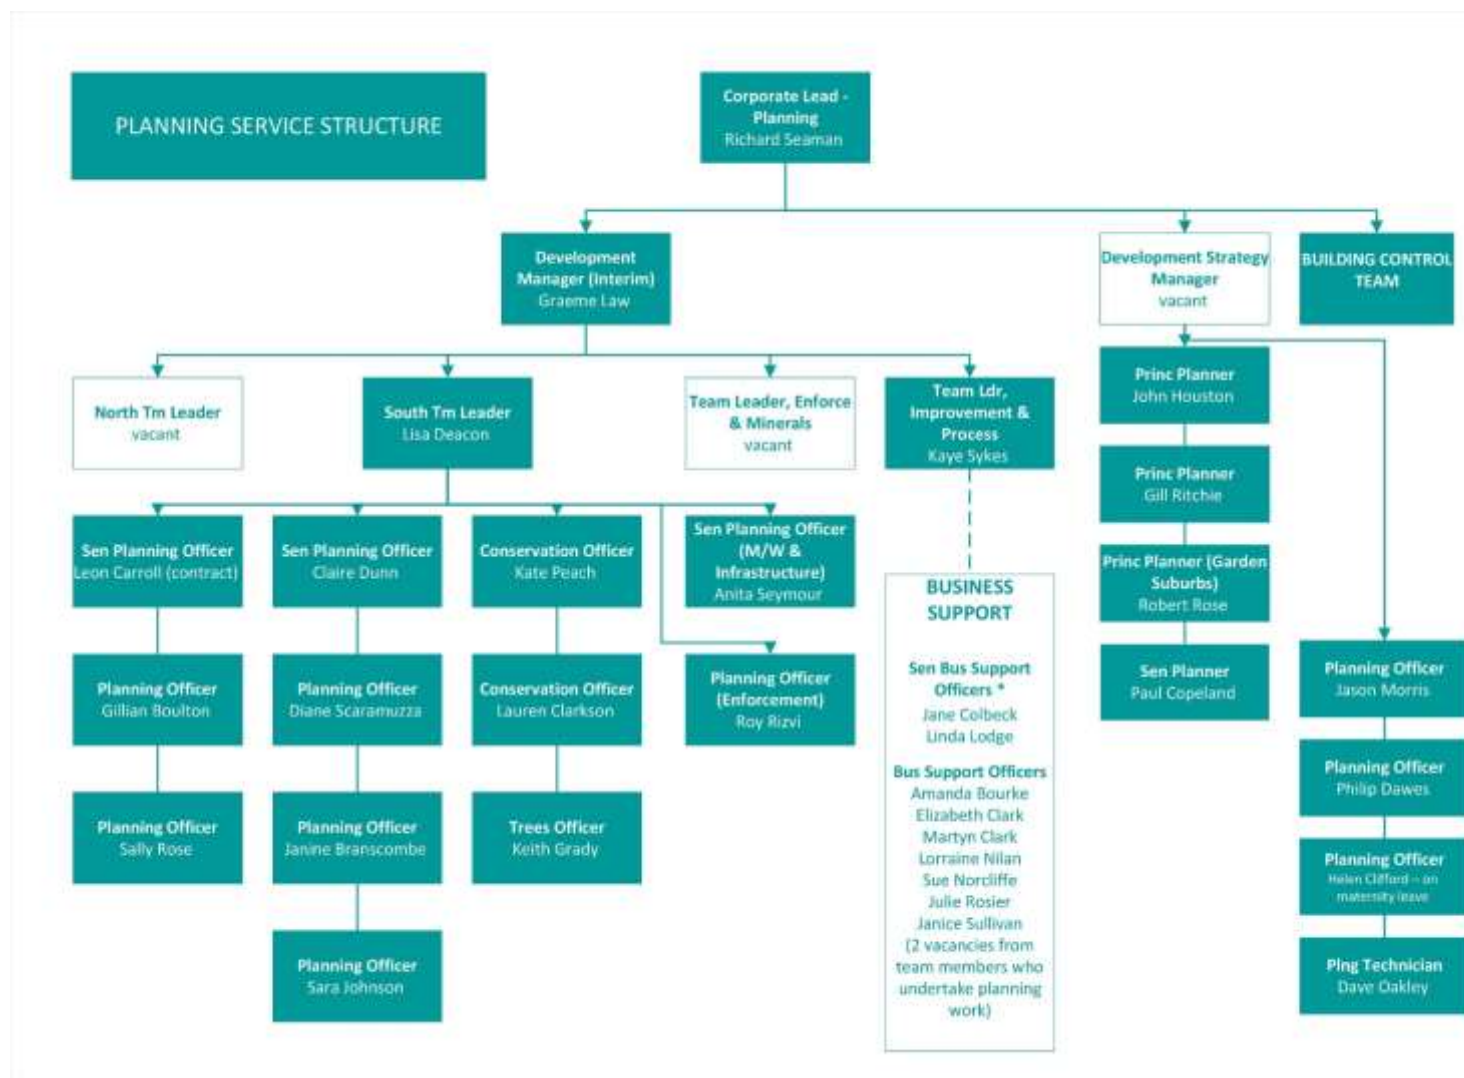 PLANNING SERVICE STRUCTURE
Corporate Lead -
Planning
Richard Seaman
Development
Manager (Interim)
Graeme Law
Development Strategy
Manager
vacant
BUILDING CONTROL
TEAM
North Tm Leader
vacant
South Tm Leader
Lisa Deacon
Team Leader, Enforce
& Minerals
vacant
Team Ldr,
Improvement &
Process
Kaye Sykes
Princ Planner
John Houston
Princ Planner
Gill Ritchie
Princ Planner (Garden
Suburbs)
Robert Rose
Sen Planner
Paul Copeland
Sen Planning Officer
Leon Carroll (contract)
Sen Planning Officer
Claire Dunn
Conservation Officer
Kate Peach
Sen Planning Officer
(M/W &
Infrastructure)
Anita Seymour
Planning Officer
Gillian Boulton
Planning Officer
Diane Scaramuzza
Conservation Officer
Lauren Clarkson
Planning Officer
(Enforcement)
Roy Rizvi
Planning Officer
Sally Rose
Planning Officer
Janine Branscombe
Trees Officer
Keith Grady
Planning Officer
Sara Johnson
BUSINESS
SUPPORT
Sen Bus Support
Officers *
Jane Colbeck
Linda Lodge
Bus Support Officers
Amanda Bourke
Elizabeth Clark
Martyn Clark
Lorraine Nilan
Sue Norcliffe
Julie Rosier
Janice Sullivan
(2 vacancies from
team members who
undertake planning
work)
Planning Officer
Jason Morris
Planning Officer
Philip Dawes
Planning Officer
Helen Clifford – on
maternity leave
Plng Technician
Dave Oakley